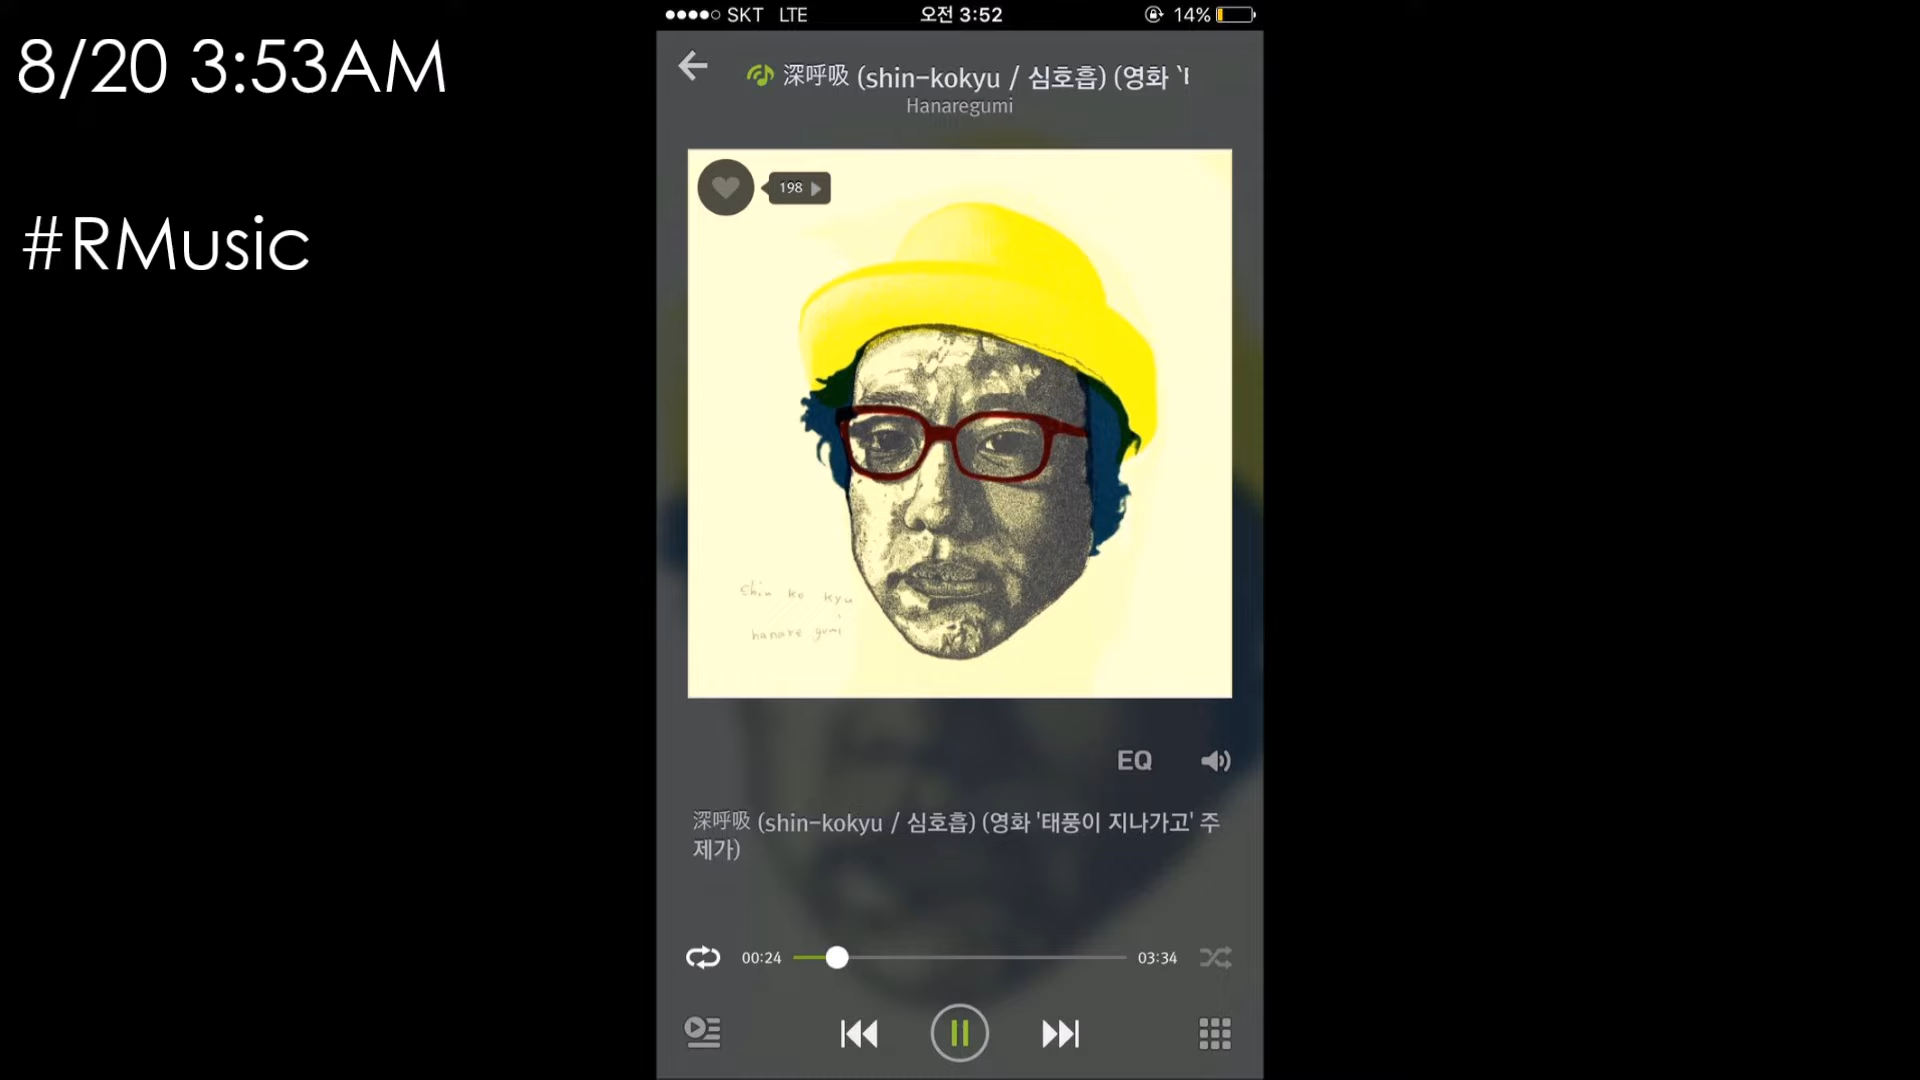 8/20 3:53AM
#RMusic
SKT LTE 오전 3:52 14%
深呼吸 (shin-kokyu / 심호흡) (영화 '
Hanaregumi
198
shin ko kyu
hanare gumi
EQ
深呼吸 (shin-kokyu / 심호흡) (영화 '태풍이 지나가고' 주
제가)
00:24 03:34